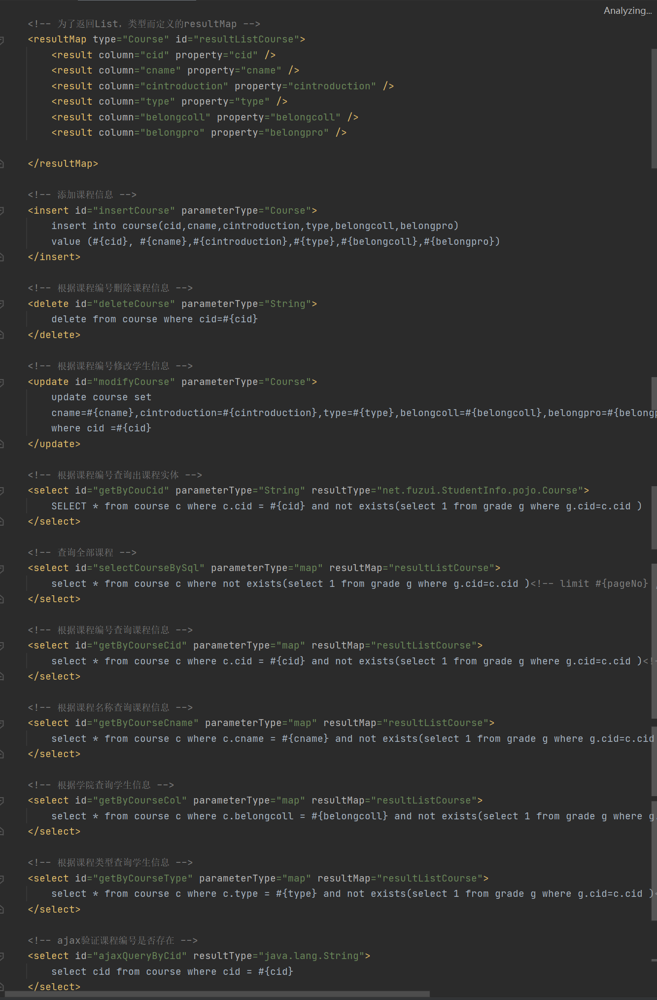 Analyzing...
<!-- 为了返回List，类型而定义的resultMap -->
<resultMap type="Course" id="resultListCourse">
<result column="cid" property="cid" />
<result column="cname" property="cname" />
<result column="cintroduction" property="cintroduction" />
<result column="type" property="type" />
<result column="belongcoll" property="belongcoll" />
<result column="belongpro" property="belongpro" />
</resultMap>
<!-- 添加课程信息 -->
<insert id="insertCourse" parameterType="Course">
insert into course(cid,cname,cintroduction,type,belongcoll,belongpro)
value (#{cid}, #{cname},#{cintroduction},#{type},#{belongcoll},#{belongpro})
</insert>
<!-- 根据课程编号删除课程信息 -->
<delete id="deleteCourse" parameterType="String">
delete from course where cid=#{cid}
</delete>
<!-- 根据课程编号修改学生信息 -->
<update id="modifyCourse" parameterType="Course">
update course set
cname=#{cname},cintroduction=#{cintroduction},type=#{type},belongcoll=#{belongcoll},belongpro=#{belongp
where cid =#{cid}
</update>
<!-- 根据课程编号查询出课程实体 -->
<select id="getByCouCid" parameterType="String" resultType="net.fuzui.StudentInfo.pojo.Course">
SELECT * from course c where c.cid = #{cid} and not exists(select 1 from grade g where g.cid=c.cid )
</select>
<!-- 查询全部课程 -->
<select id="selectCourseBySql" parameterType="map" resultMap="resultListCourse">
select * from course c where not exists(select 1 from grade g where g.cid=c.cid )<!-- limit #{pageNo}
</select>
<!-- 根据课程编号查询课程信息 -->
<select id="getByCourseCid" parameterType="map" resultMap="resultListCourse">
select * from course c where c.cid = #{cid} and not exists(select 1 from grade g where g.cid=c.cid )<!-
</select>
<!-- 根据课程名称查询课程信息 -->
<select id="getByCourseCname" parameterType="map" resultMap="resultListCourse">
select * from course c where c.cname = #{cname} and not exists(select 1 from grade g where g.cid=c.cid
</select>
<!-- 根据学院查询学生信息 -->
<select id="getByCourseCol" parameterType="map" resultMap="resultListCourse">
select * from course c where c.belongcoll = #{belongcoll} and not exists(select 1 from grade g where g.
</select>
<!-- 根据课程类型查询学生信息 -->
<select id="getByCourseType" parameterType="map" resultMap="resultListCourse">
select * from course c where c.type = #{type} and not exists(select 1 from grade g where g.cid=c.cid )<
</select>
<!-- ajax验证课程编号是否存在 -->
<select id="ajaxQueryByCid" resultType="java.lang.String">
select cid from course where cid = #{cid}
</select>